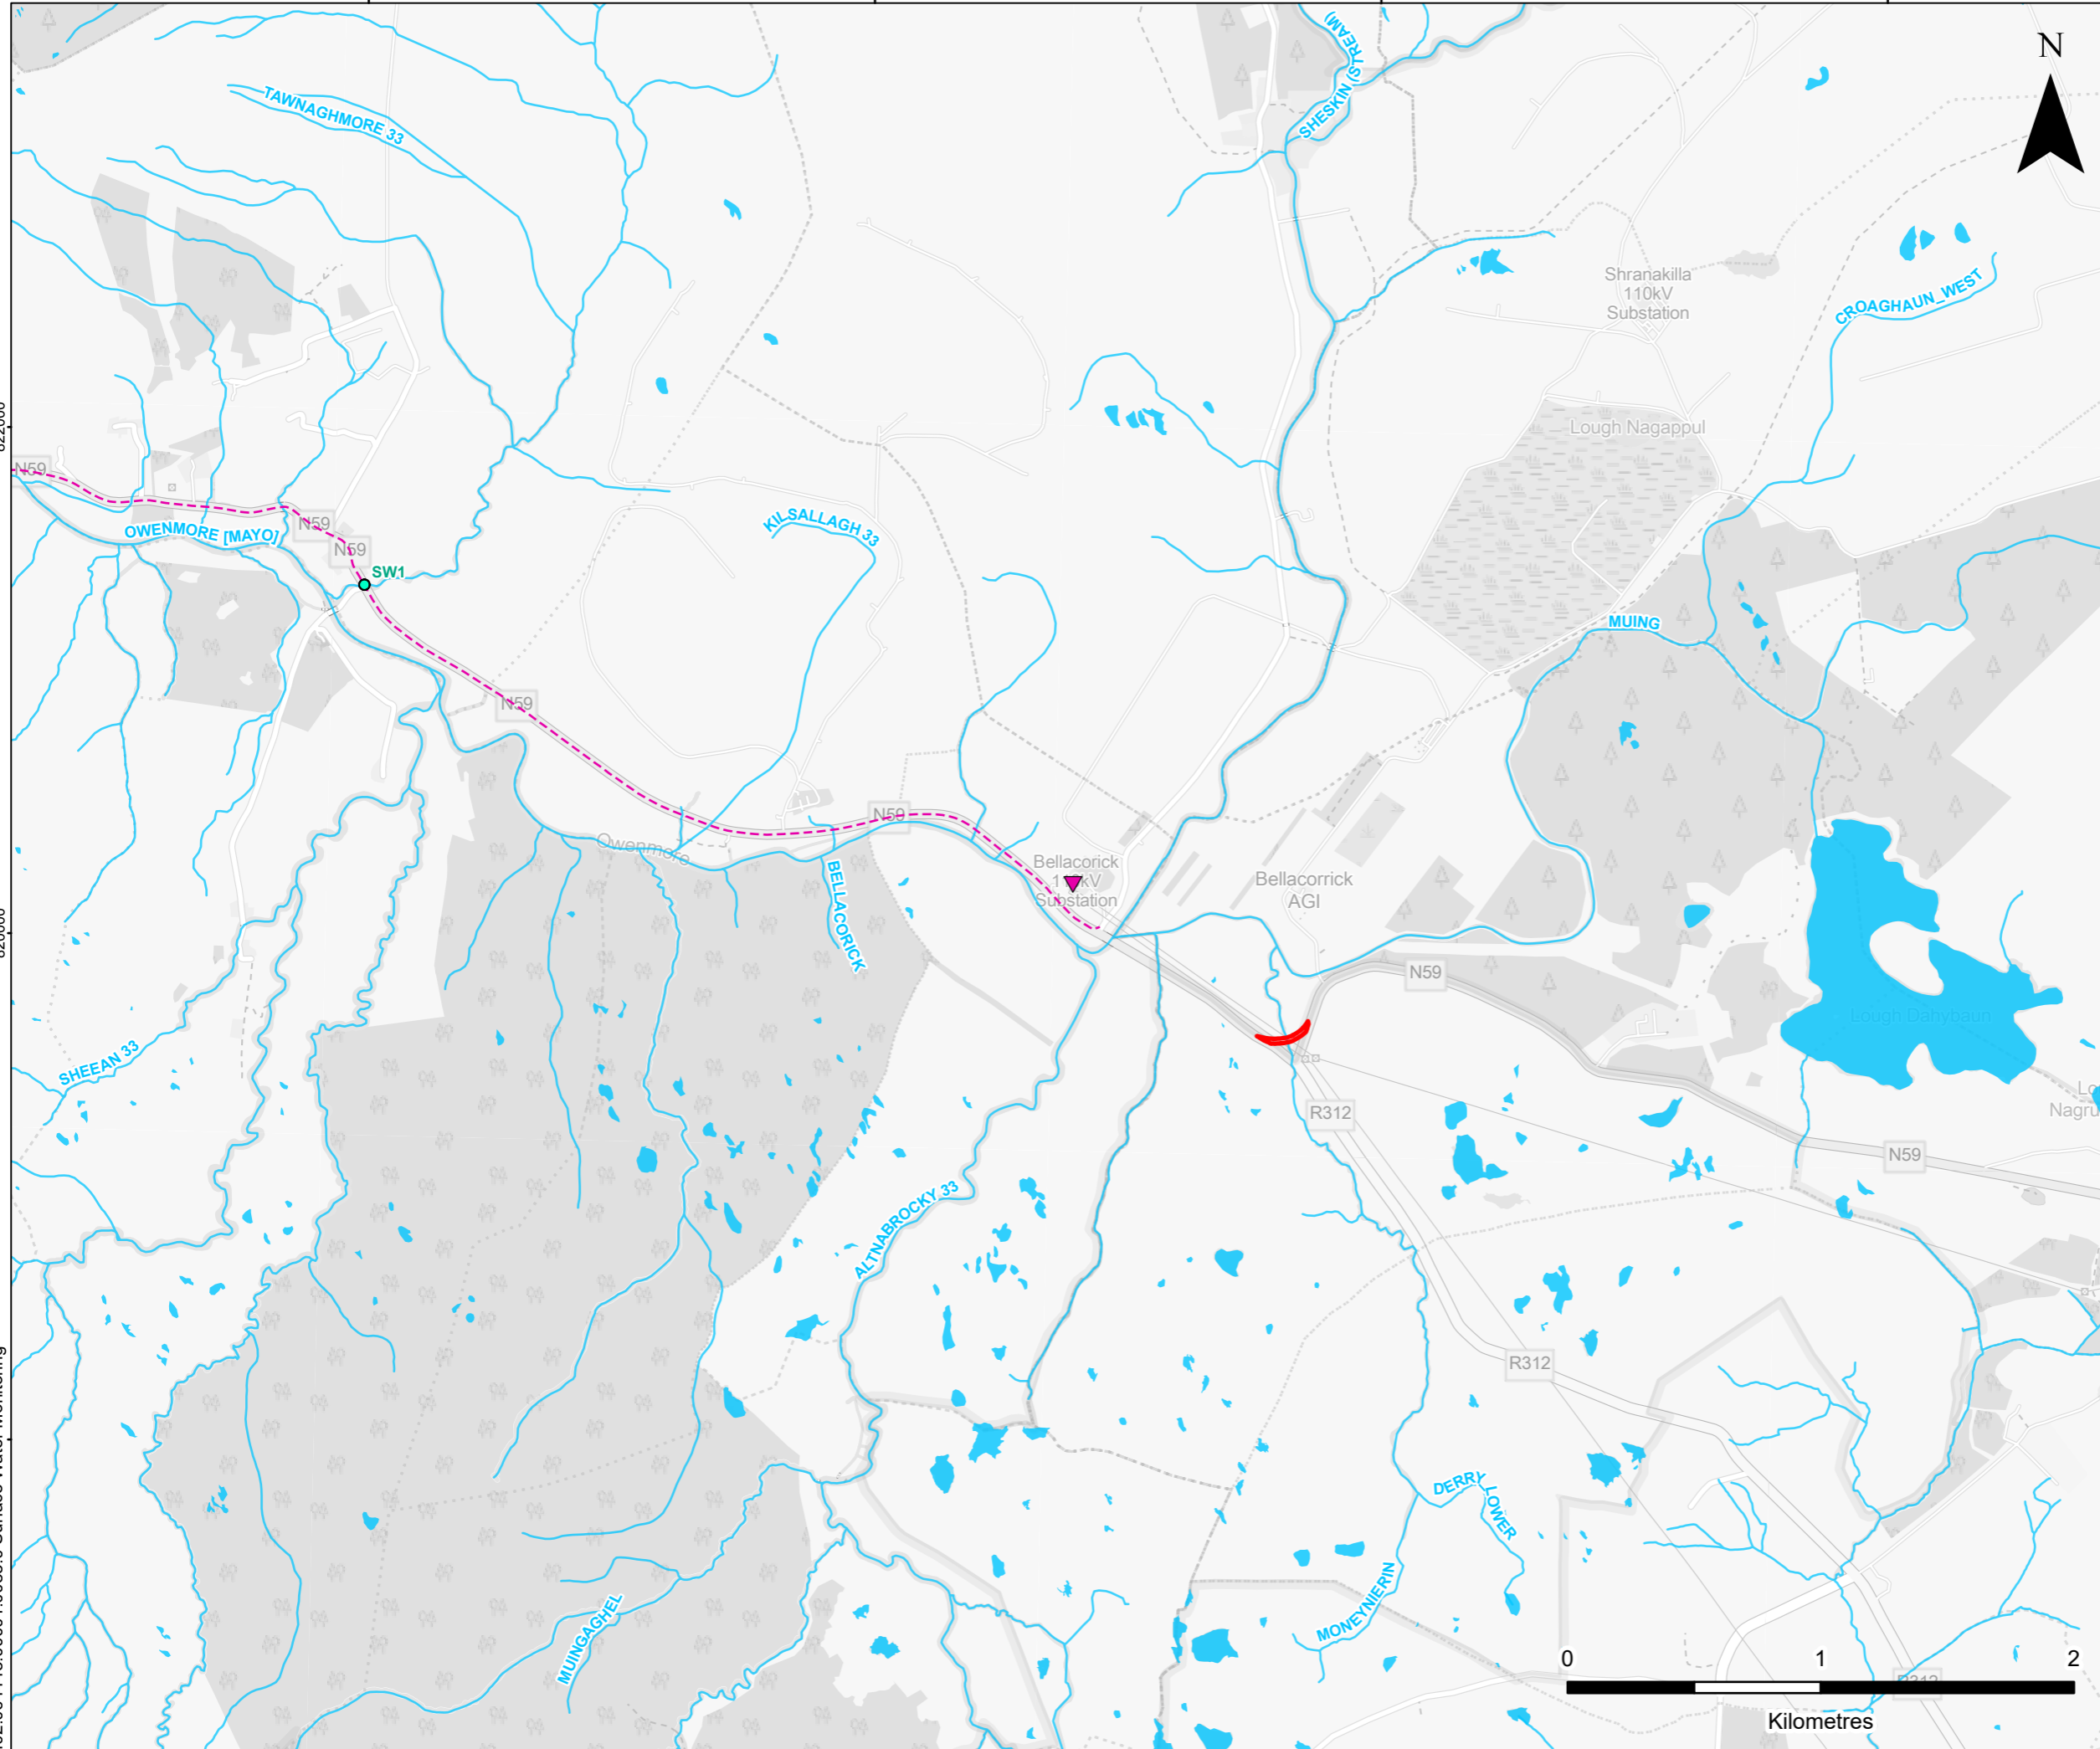 SHESKIN (STREAM)
N
TAWNAGHMORE 33
Shranakilla
110kV
Substation
CROAGHAUN_WEST
Lough Nagappul
N59
KILSALLAGH 33
OWENMORE [MAYO]
N59
N59
SW1
MUING
N59
N59
Owenmore
Bellacorick
Substation
Bellacorrick
AGI
BELLACORICK
N59
Lough Dahybaun
SHEEAN 33
R312
N59
ALTNABROCKY 33
R312
DERRY LOWER
MONEYNIERIN
MUINGAGHEL
0 1 2
R312
Kilometres